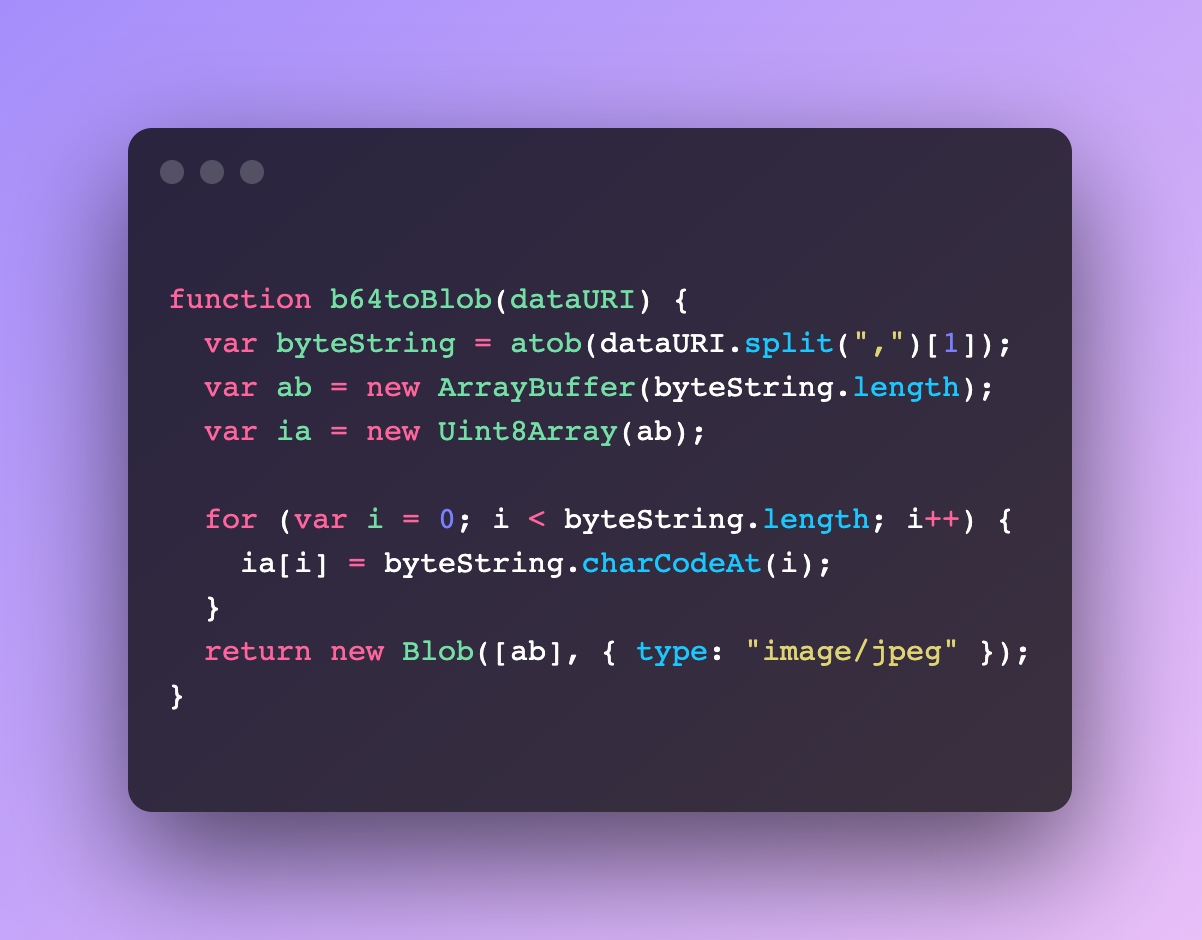 function b64toBlob(dataURI) {
  var byteString = atob(dataURI.split(",")[1]);
  var ab = new ArrayBuffer(byteString.length);
  var ia = new Uint8Array(ab);

  for (var i = 0; i < byteString.length; i++) {
    ia[i] = byteString.charCodeAt(i);
  }
  return new Blob([ab], { type: "image/jpeg" });
}